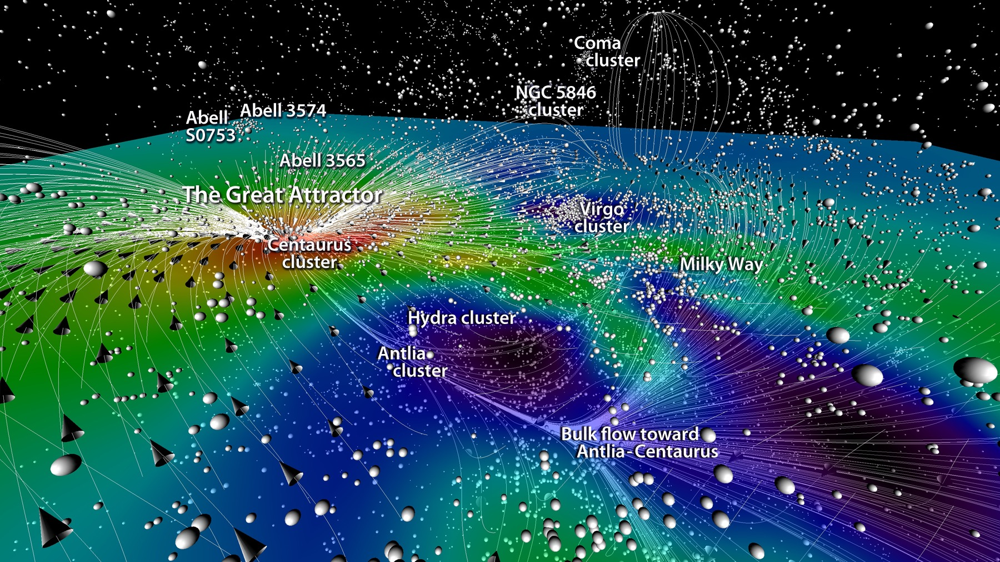 Coma
cluster
NGC 5846
cluster
Abell 3574
Abell
S0753
Abell 3565
The Great Attractor
Virgo
cluster
Centaurus
cluster
Milky Way
Hydra cluster
Antlia
cluster
Bulk flow toward
Antlia-Centaurus